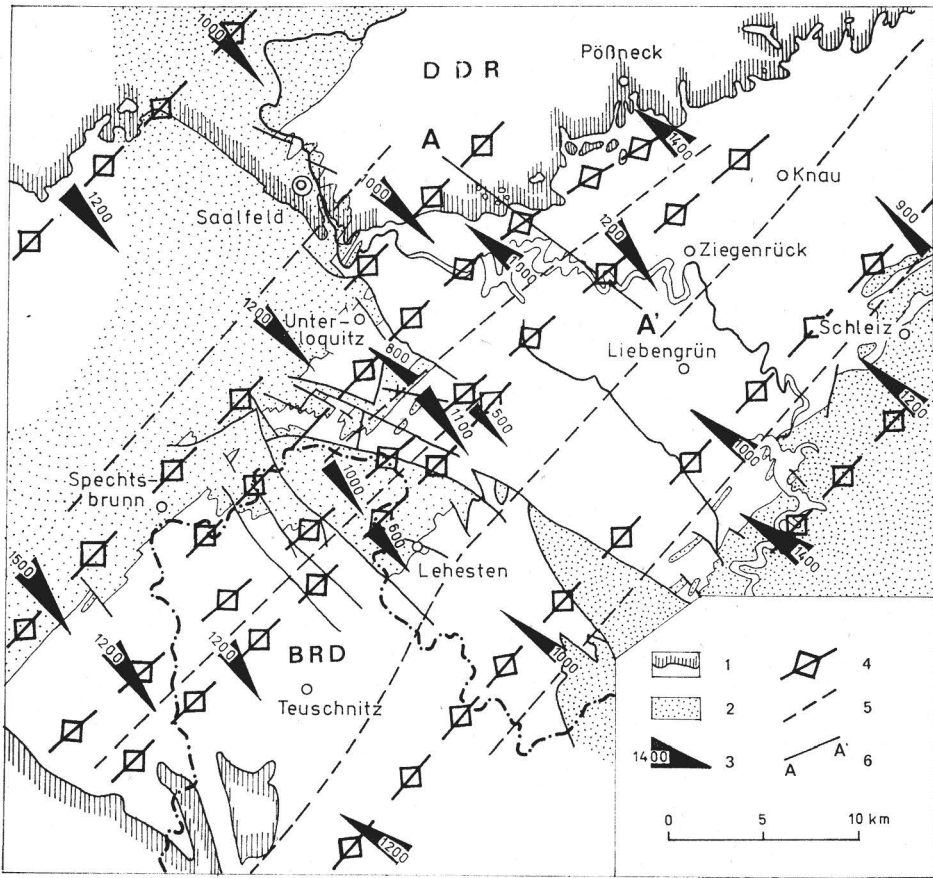 1000
DDR
Pößneck
A
1400
Knau
1200
Saalfeld
1000
1200
900
1000
Ziegenrück
A'
Schleiz
Unter-
loquitz
1200
800
Liebengrün
1100
500
1200
1000
Spechts-
brunn
1000
600
Lehesten
1400
1500
1200
1200
BRD
Teuschnitz
1000
1200
1
4
2
5
1400
3
A A'
6
0 5 10 km